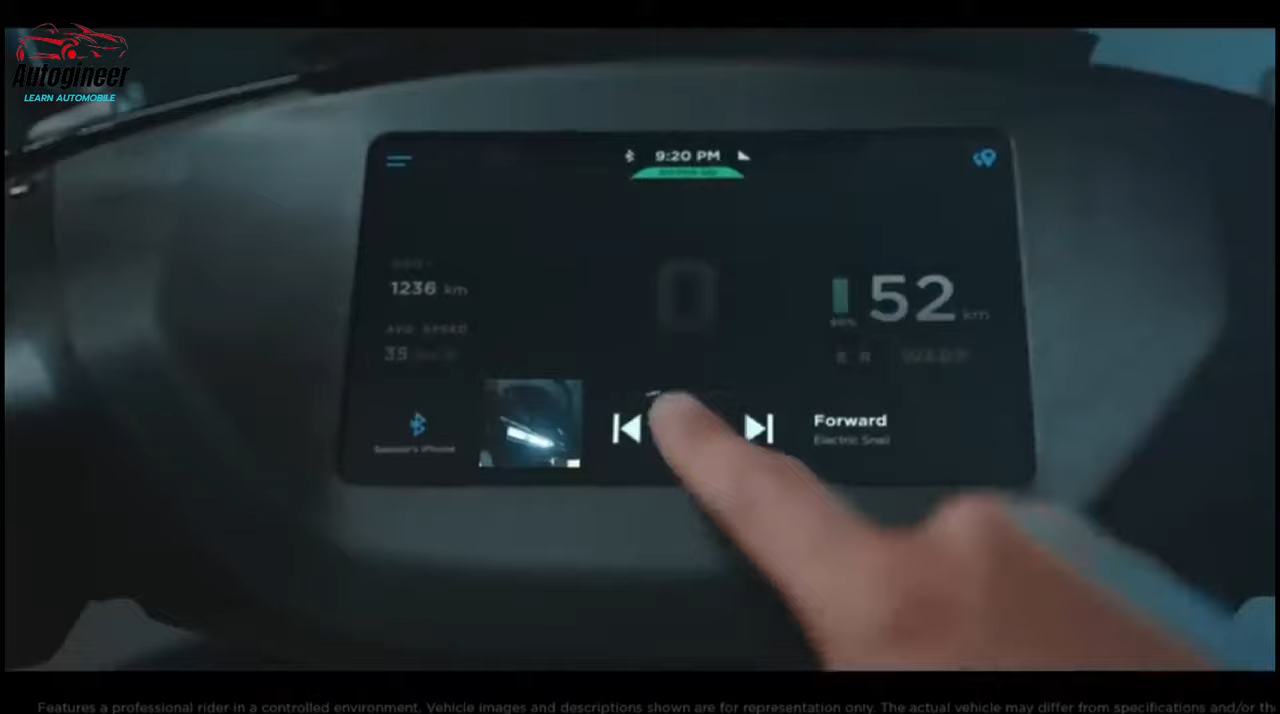 Autogineer
LEARN AUTOMOBILE
9:20 PM
1236 km
AVG SPEED
35
0
52 km
WARP
Forward
Electric Snail
Features a professional rider in a controlled environment. Vehicle images and descriptions shown are for representation only. The actual vehicle may differ from specifications and/or the